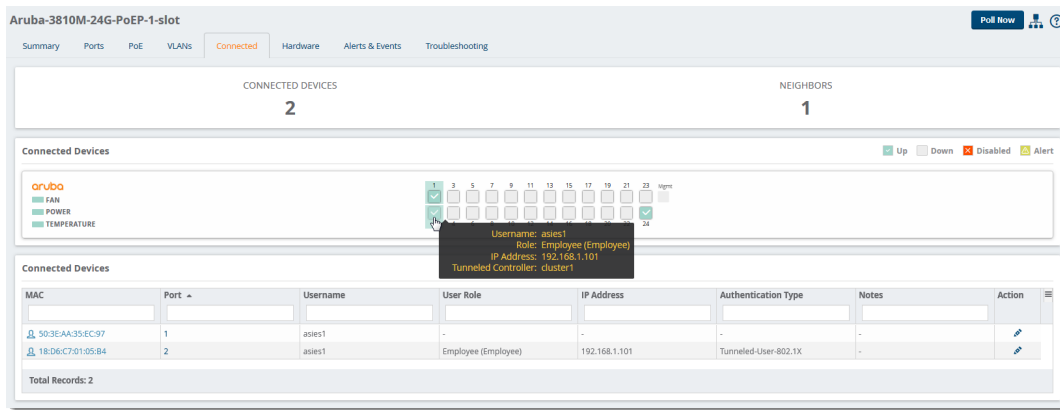 Aruba-3810M-24G-PoEP-1-slot
Poll Now
Summary Ports PoE VLANs Connected Hardware Alerts & Events Troubleshooting
CONNECTED DEVICES NEIGHBORS
2 1
Connected Devices Up Down Disabled Alert
aruba
FAN
POWER
TEMPERATURE
1 3 5 7 9 11 13 15 17 19 21 23 Mgmt
24
Username: asies1
Role: Employee (Employee)
IP Address: 192.168.1.101
Tunneled Controller: cluster1
Connected Devices
MAC Port Username User Role IP Address Authentication Type Notes Action
50:3E:AA:35:EC:97 1 asies1 - - - -
18:D6:C7:01:05:B4 2 asies1 Employee (Employee) 192.168.1.101 Tunneled-User-802.1X -
Total Records: 2